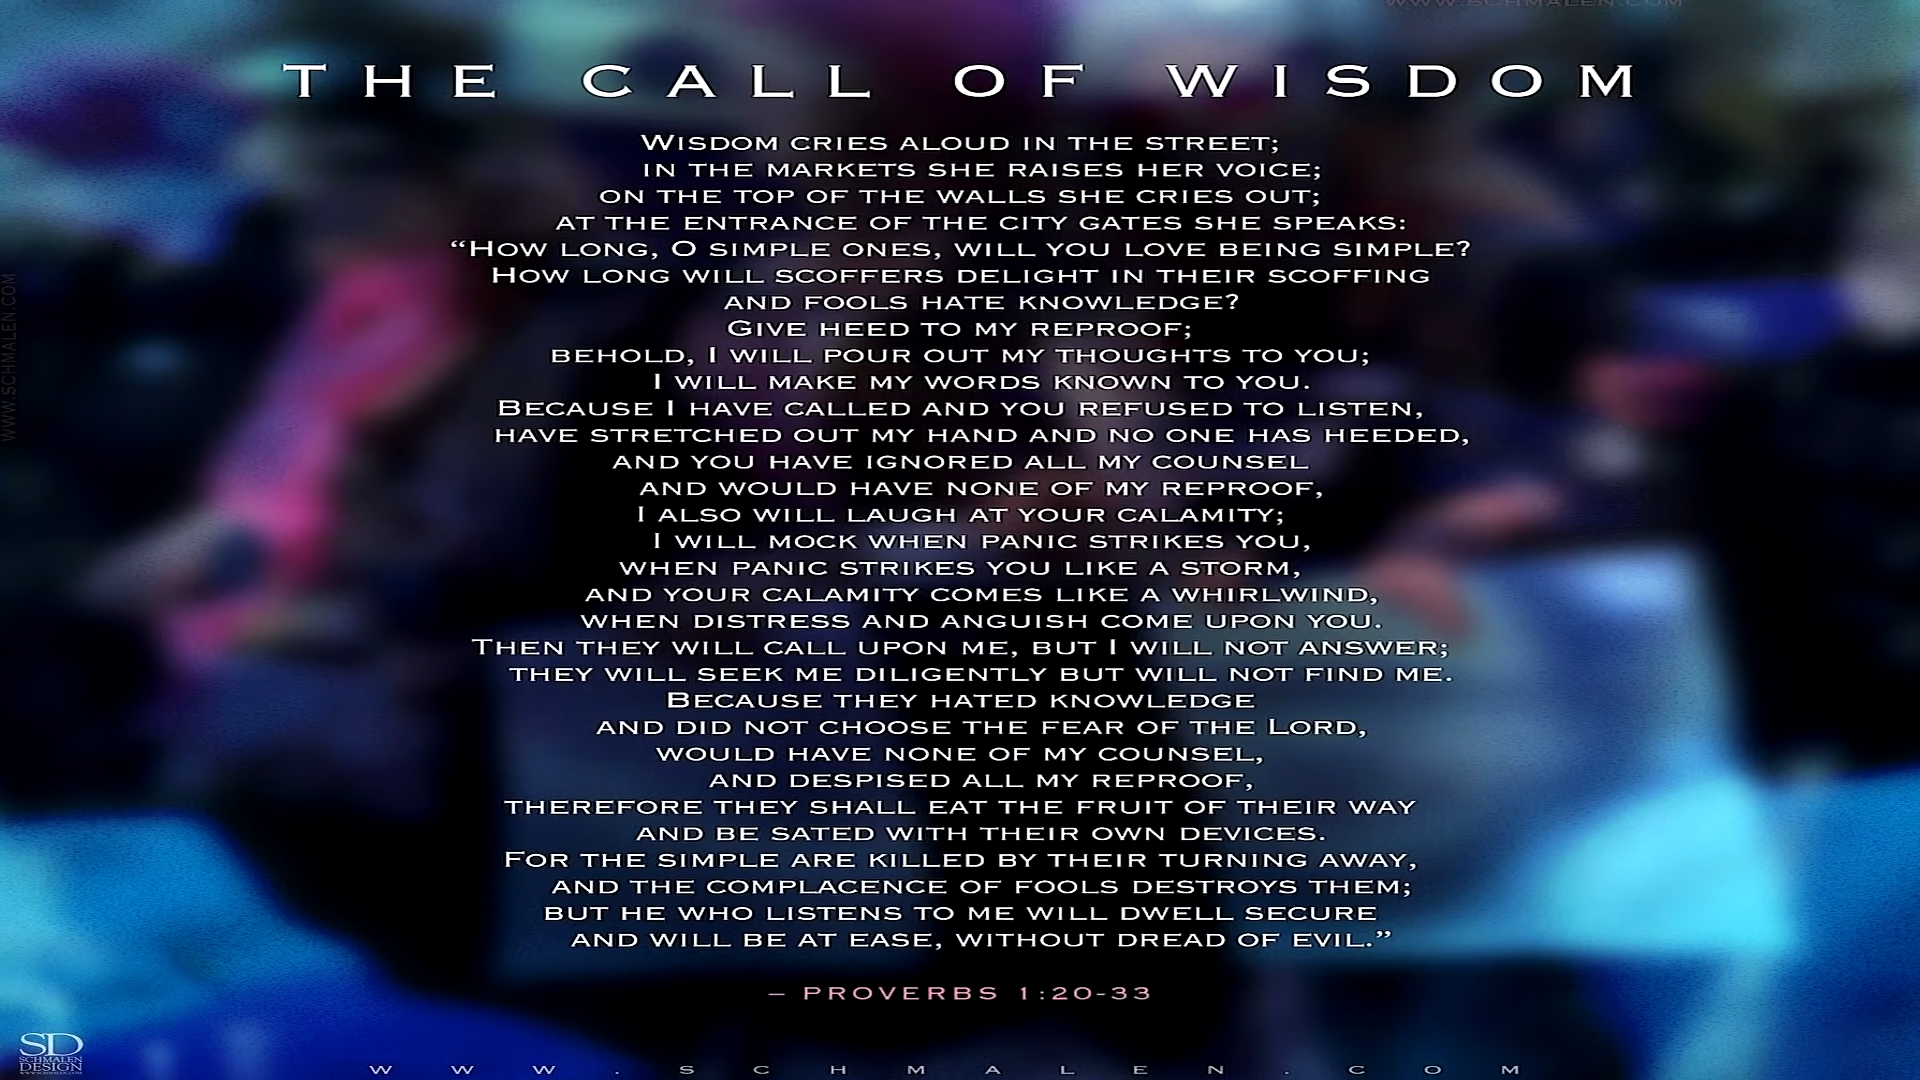 WWW.SCHMALEN.COM
THE CALL OF WISDOM
Wisdom cries aloud in the street;
in the markets she raises her voice;
on the top of the walls she cries out;
at the entrance of the city gates she speaks:
“How long, O simple ones, will you love being simple?
How long will scoffers delight in their scoffing
and fools hate knowledge?
Give heed to my reproof;
behold, I will pour out my thoughts to you;
I will make my words known to you.
Because I have called and you refused to listen,
have stretched out my hand and no one has heeded,
and you have ignored all my counsel
and would have none of my reproof,
I also will laugh at your calamity;
I will mock when panic strikes you,
when panic strikes you like a storm,
and your calamity comes like a whirlwind,
when distress and anguish come upon you.
Then they will call upon me, but I will not answer;
they will seek me diligently but will not find me.
Because they hated knowledge
and did not choose the fear of the Lord,
would have none of my counsel,
and despised all my reproof,
therefore they shall eat the fruit of their way
and be sated with their own devices.
For the simple are killed by their turning away,
and the complacence of fools destroys them;
but he who listens to me will dwell secure
and will be at ease, without dread of evil.”
– PROVERBS 1:20-33
WWW.SCHMALEN.COM
SD
SCHMALEN
DESIGN
WWW.SCHMALEN.COM